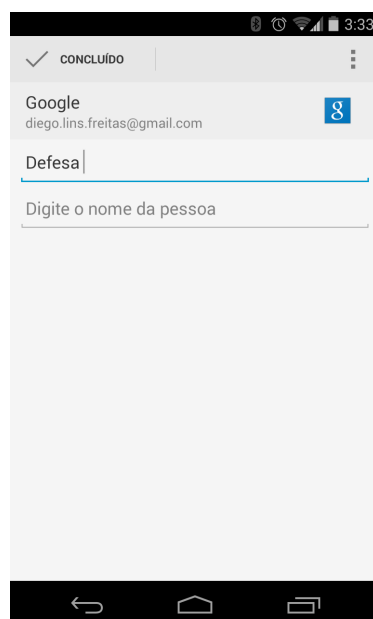 3:33
CONCLUÍDO
Google
diego.lins.freitas@gmail.com
g
Defesa
Digite o nome da pessoa